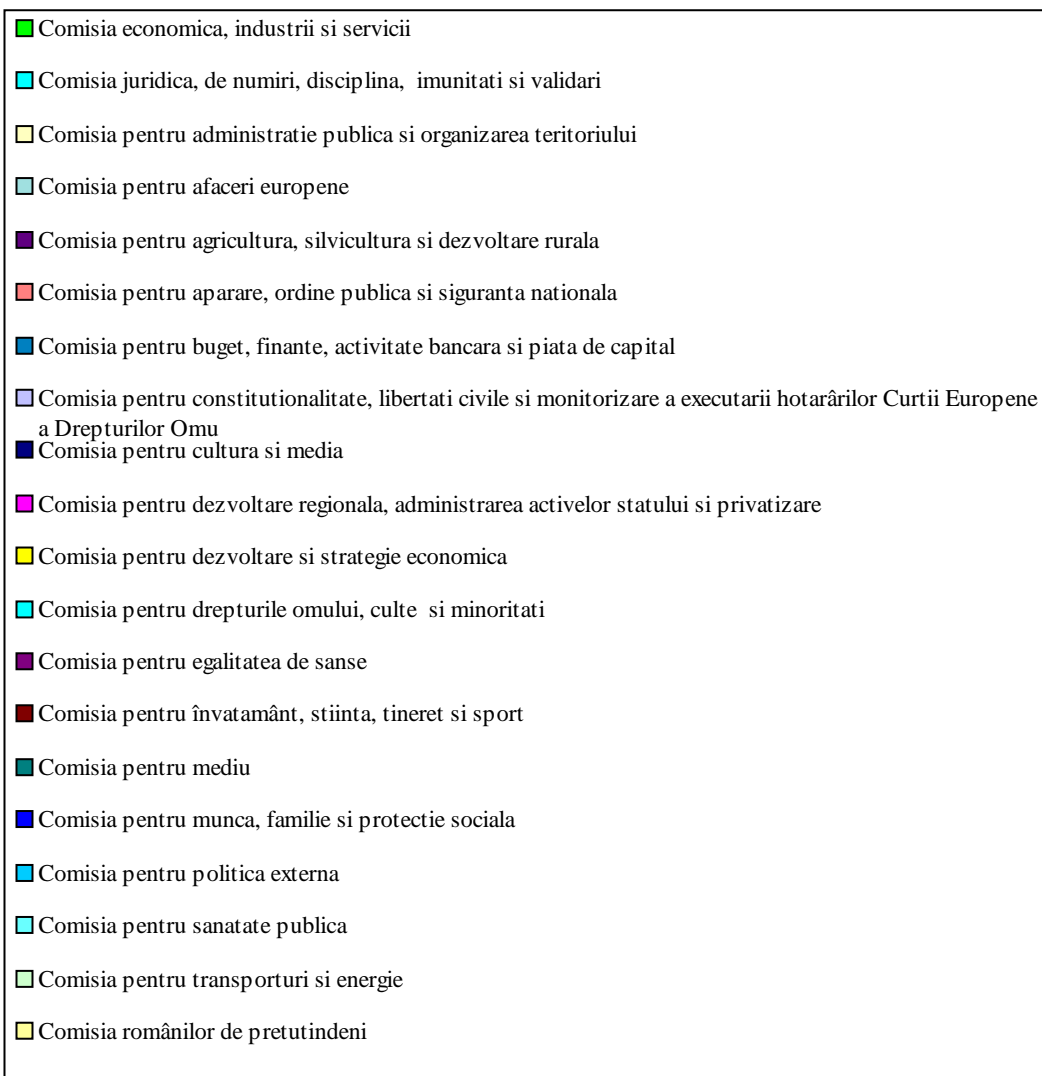 Comisia economica, industrii si servicii
Comisia juridica, de numiri, disciplina, imunitati si validari
Comisia pentru administratie publica si organizarea teritoriului
Comisia pentru afaceri europene
Comisia pentru agricultura, silvicultura si dezvoltare rurala
Comisia pentru aparare, ordine publica si siguranta nationala
Comisia pentru buget, finante, activitate bancara si piata de capital
Comisia pentru constitutionalitate, libertati civile si monitorizare a executarii hotarârilor Curtii Europene
a Drepturilor Omu
Comisia pentru cultura si media
Comisia pentru dezvoltare regionala, administrarea activelor statului si privatizare
Comisia pentru dezvoltare si strategie economica
Comisia pentru drepturile omului, culte si minoritati
Comisia pentru egalitatea de sanse
Comisia pentru învatamânt, stiinta, tineret si sport
Comisia pentru mediu
Comisia pentru munca, familie si protectie sociala
Comisia pentru politica externa
Comisia pentru sanatate publica
Comisia pentru transporturi si energie
Comisia românilor de pretutindeni